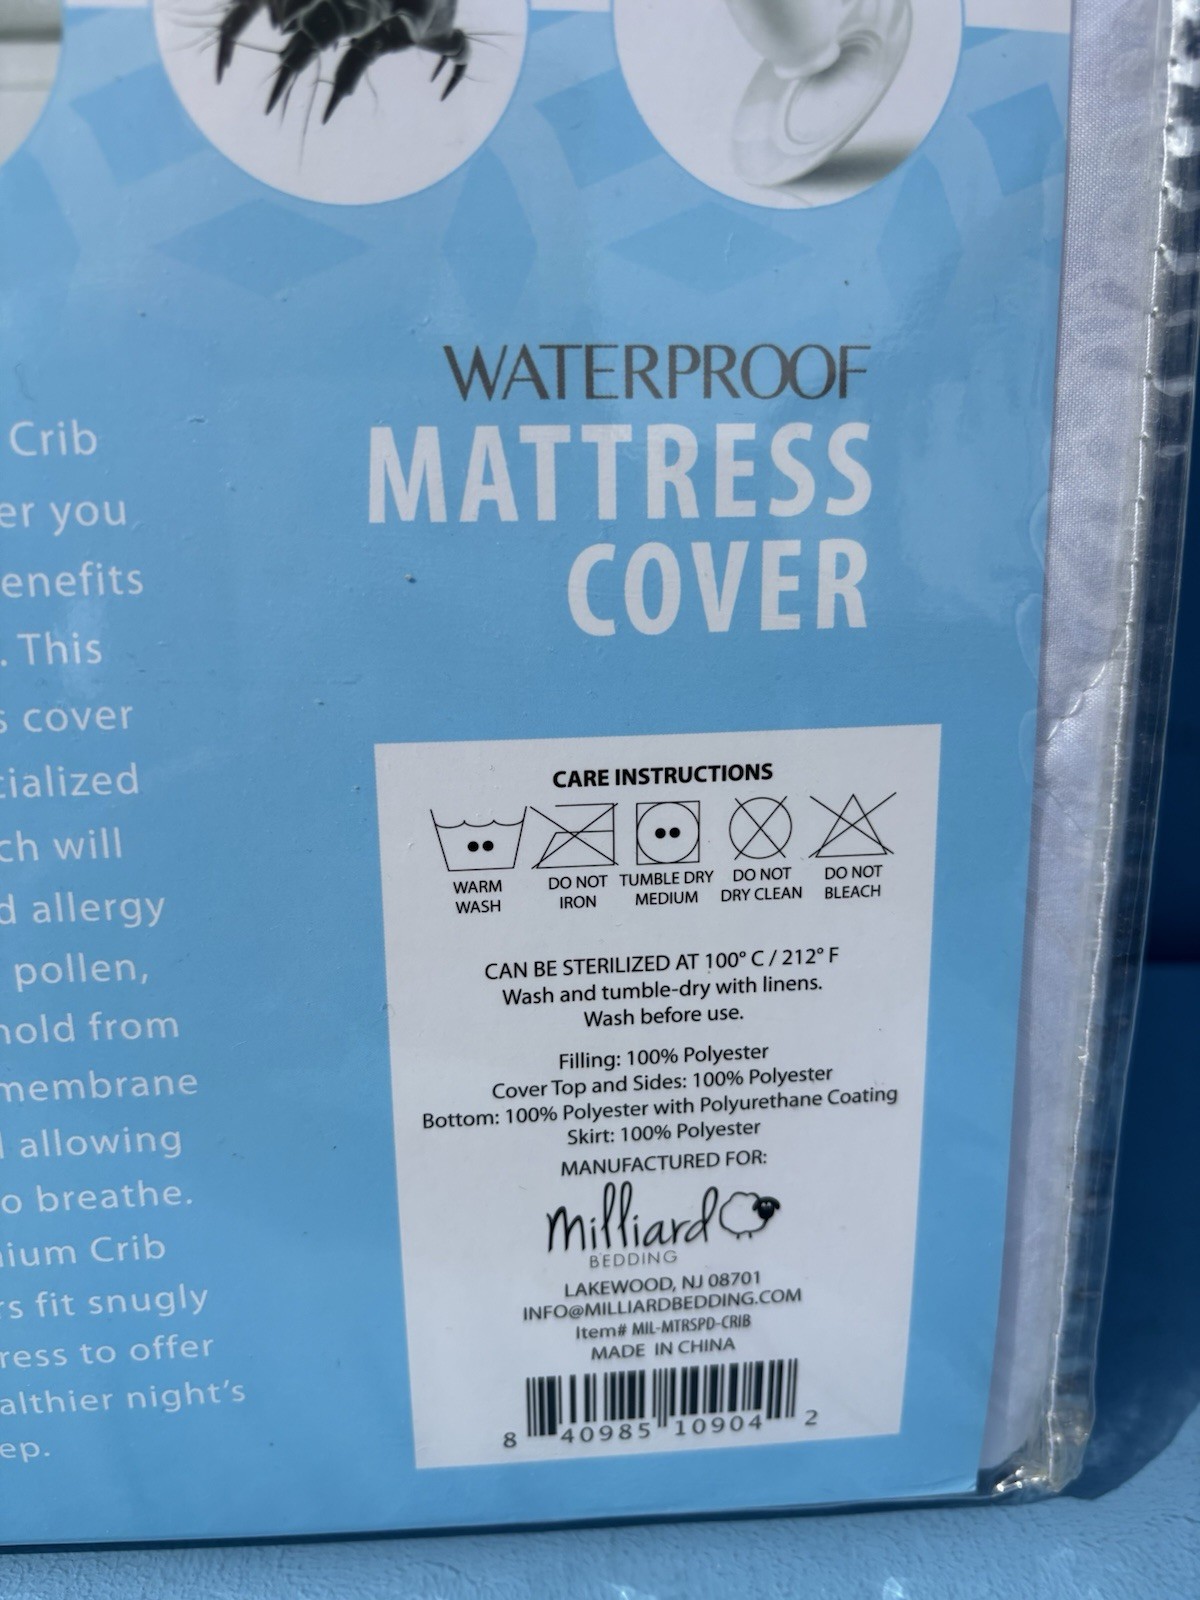 Crib
er you
enefits
. This
s cover
cialized
ch will
d allergy
pollen,
nold from
membrane
l allowing
o breathe.
nium Crib
rs fit snugly
ress to offer
althier night's
ep.
WATERPROOF
MATTRESS
COVER
CARE INSTRUCTIONS
WARM
WASH
DO NOT
IRON
TUMBLE DRY
MEDIUM
DO NOT
DRY CLEAN
DO NOT
BLEACH
CAN BE STERILIZED AT 100° C / 212° F
Wash and tumble-dry with linens.
Wash before use.
Filling: 100% Polyester
Cover Top and Sides: 100% Polyester
Bottom: 100% Polyester with Polyurethane Coating
Skirt: 100% Polyester
MANUFACTURED FOR:
Milliard
BEDDING
LAKEWOOD, NJ 08701
INFO@MILLIARDBEDDING.COM
Item# MIL-MTRSPD-CRIB
MADE IN CHINA
8 40985 10904 2